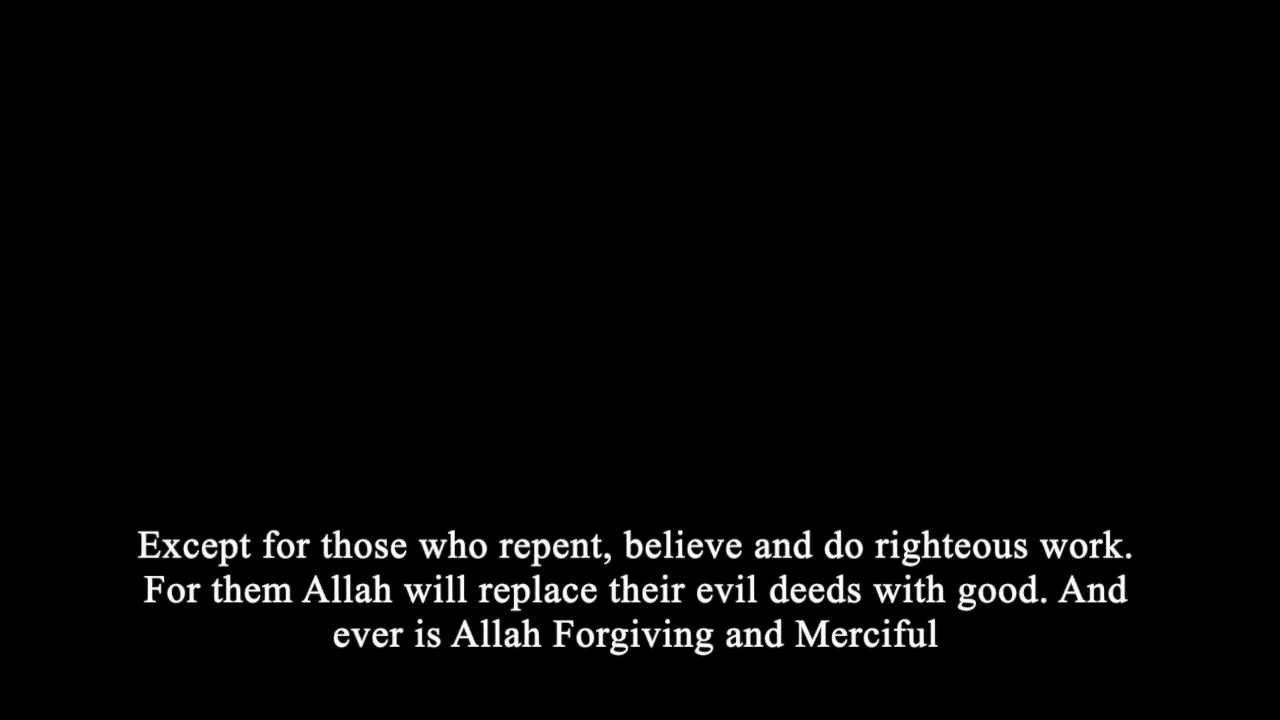 Except for those who repent, believe and do righteous work.
For them Allah will replace their evil deeds with good. And
ever is Allah Forgiving and Merciful